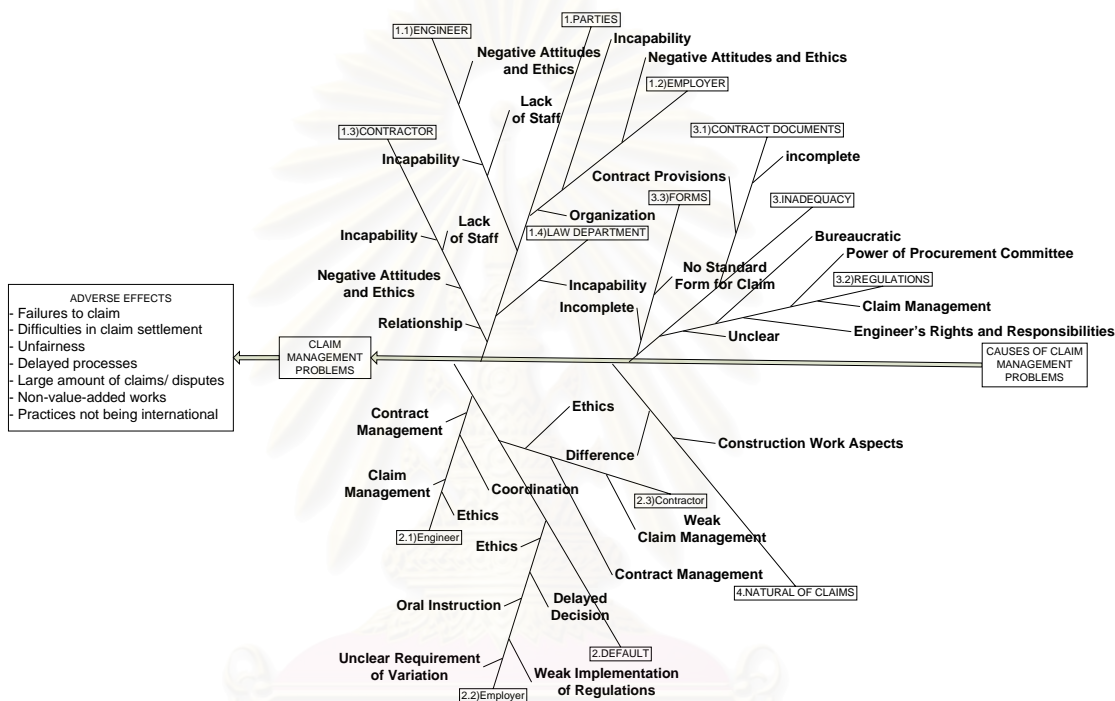 1.PARTIES
1.1)ENGINEER
Incapability
Negative Attitudes
and Ethics
Negative Attitudes and Ethics
1.2)EMPLOYER
Lack
of Staff
1.3)CONTRACTOR
3.1)CONTRACT DOCUMENTS
Incapability
incomplete
Contract Provisions
3.3)FORMS
3.INADEQUACY
Organization
Lack
of Staff
1.4)LAW DEPARTMENT
Incapability
Bureaucratic
Power of Procurement Committee
No Standard
Form for Claim
Negative Attitudes
and Ethics
Incapability
3.2)REGULATIONS
Incomplete
Claim Management
Relationship
Unclear
Engineer's Rights and Responsibilities
ADVERSE EFFECTS
- Failures to claim
- Difficulties in claim settlement
- Unfairness
- Delayed processes
- Large amount of claims/ disputes
- Non-value-added works
- Practices not being international
CLAIM
MANAGEMENT
PROBLEMS
CAUSES OF CLAIM
MANAGEMENT
PROBLEMS
Ethics
Contract
Management
Construction Work Aspects
Difference
Claim
Management
Coordination
2.3)Contractor
Ethics
Weak
Claim Management
2.1)Engineer
Ethics
Contract Management
4.NATURAL OF CLAIMS
Oral Instruction
Delayed
Decision
2.DEFAULT
Unclear Requirement
of Variation
Weak Implementation
of Regulations
2.2)Employer